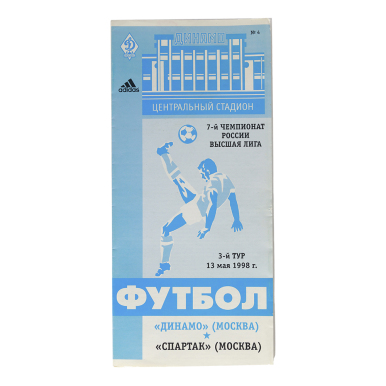 ДИНАМО
№ 4
adidas
ЦЕНТРАЛЬНЫЙ СТАДИОН
7-й ЧЕМПИОНАТ
РОССИИ
ВЫСШАЯ ЛИГА
3-й ТУР
13 мая 1998 г.
ФУТБОЛ
«ДИНАМО» (МОСКВА)
«СПАРТАК» (МОСКВА)